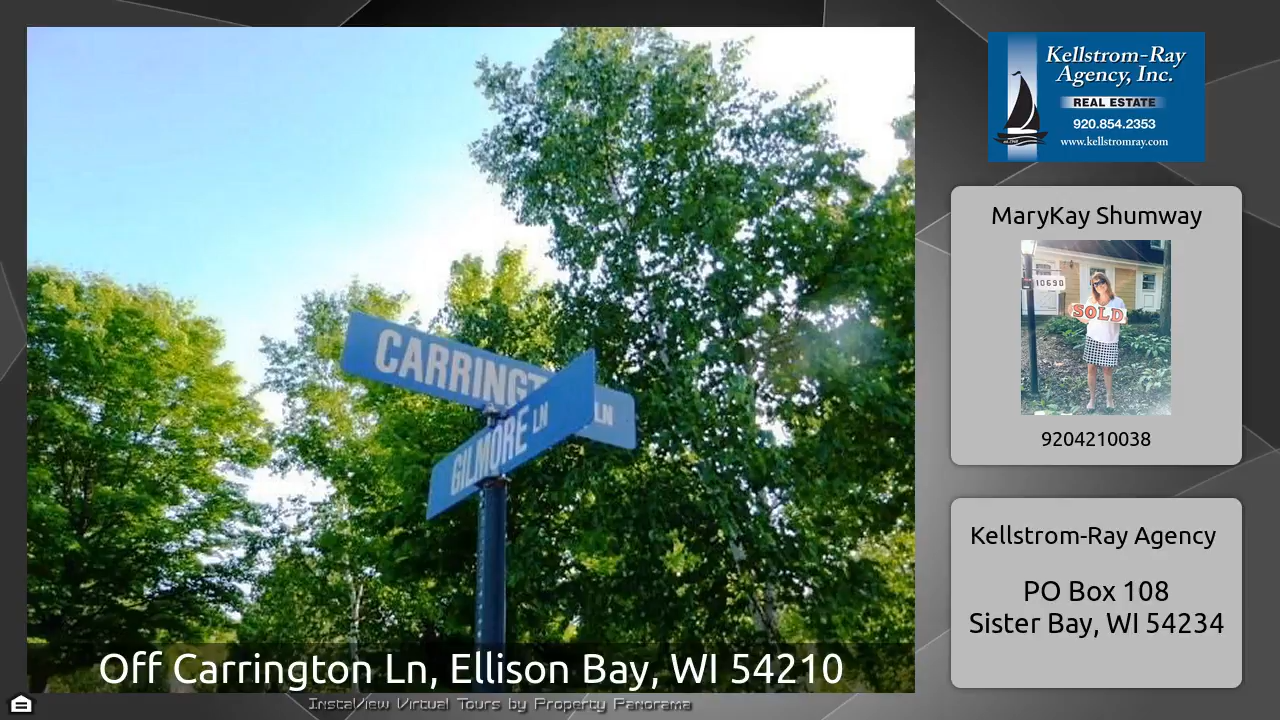 CARRINGT LN
GILMORE LN
Off Carrington Ln, Ellison Bay, WI 54210
InstaView Virtual Tours by Property Panorama
Kellstrom-Ray
Agency, Inc.
REAL ESTATE
920.854.2353
www.kellstromray.com
MaryKay Shumway
10690
SOLD
9204210038
Kellstrom-Ray Agency
PO Box 108
Sister Bay, WI 54234